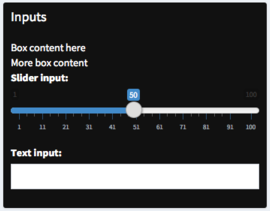 Inputs
Box content here
More box content
Slider input:
1 50 100
1 11 21 31 41 51 61 71 81 91 100
Text input: